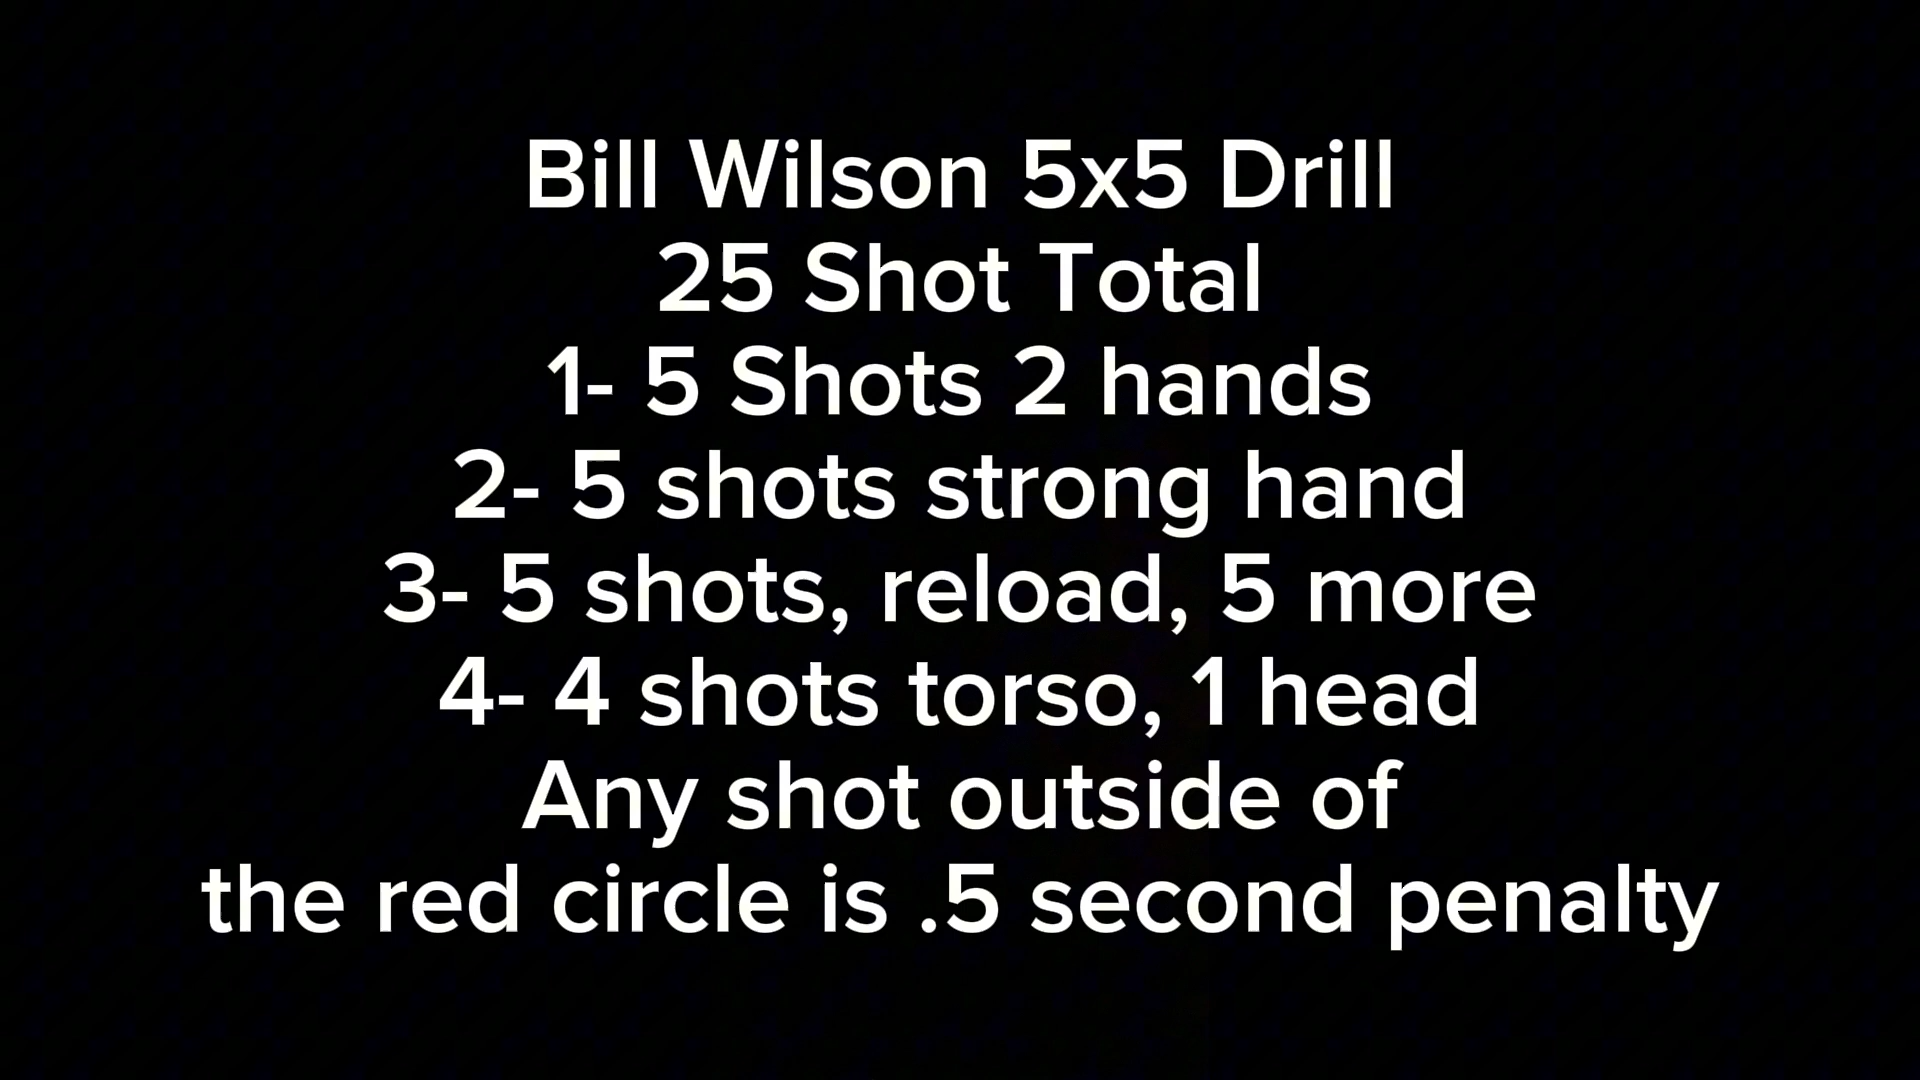 Bill Wilson 5x5 Drill
25 Shot Total
1- 5 Shots 2 hands
2- 5 shots strong hand
3- 5 shots, reload, 5 more
4- 4 shots torso, 1 head
Any shot outside of
the red circle is .5 second penalty